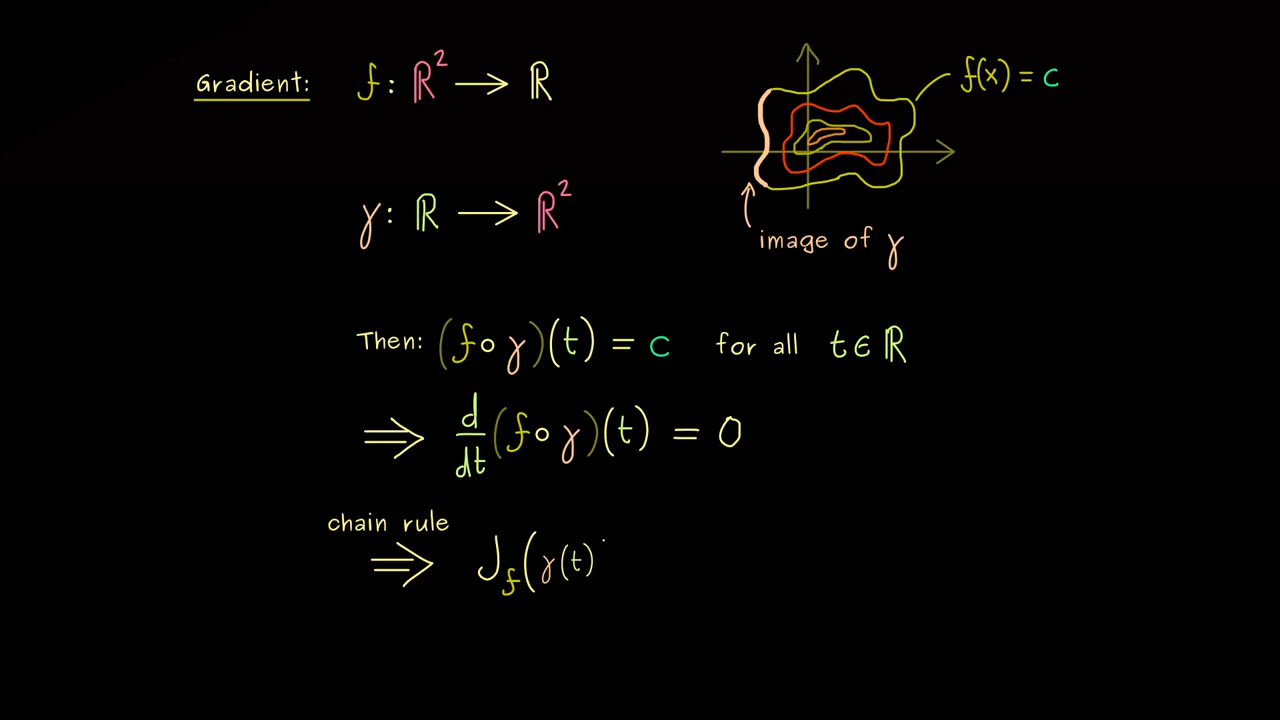 Gradient: f: ℝ² → ℝ
f(x) = c
γ: ℝ → ℝ²
image of γ
Then: (f∘γ)(t) = c for all t∈ℝ
⟹ d/dt (f∘γ)(t) = 0
chain rule
⟹ J_f(γ(t)